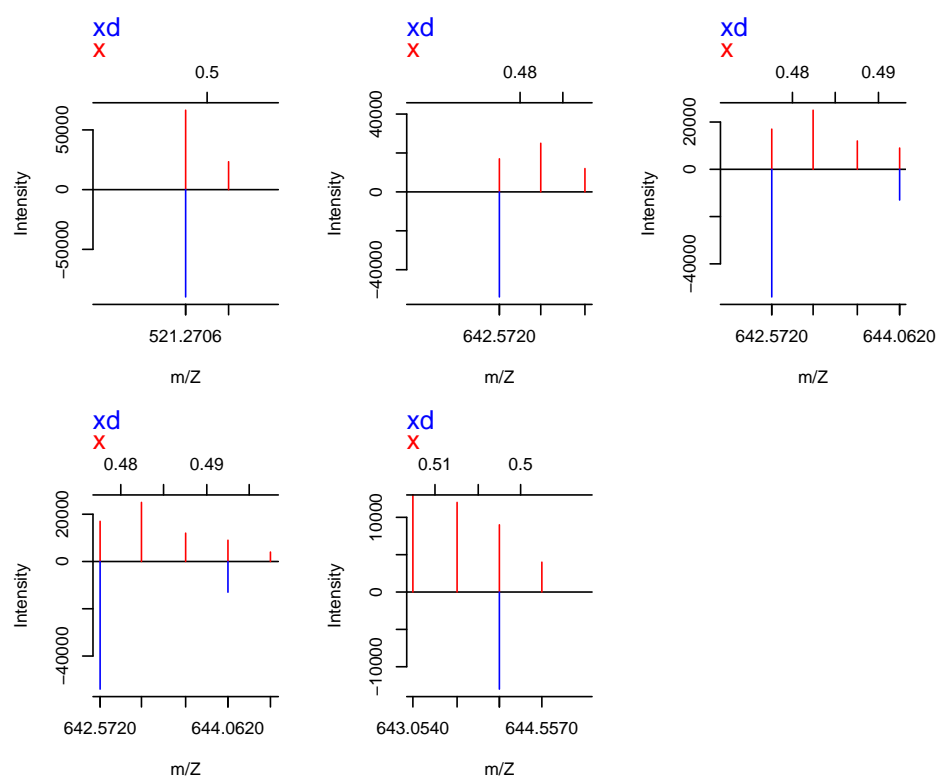 xd
x
0.5
Intensity
50000
0
−50000
521.2706
m/Z
xd
x
0.48
Intensity
40000
0
−40000
642.5720
m/Z
xd
x
0.48 0.49
Intensity
20000
0
−40000
642.5720 644.0620
m/Z
xd
x
0.48 0.49
Intensity
20000
0
−40000
642.5720 644.0620
m/Z
xd
x
0.51 0.5
Intensity
10000
0
−10000
643.0540 644.5570
m/Z